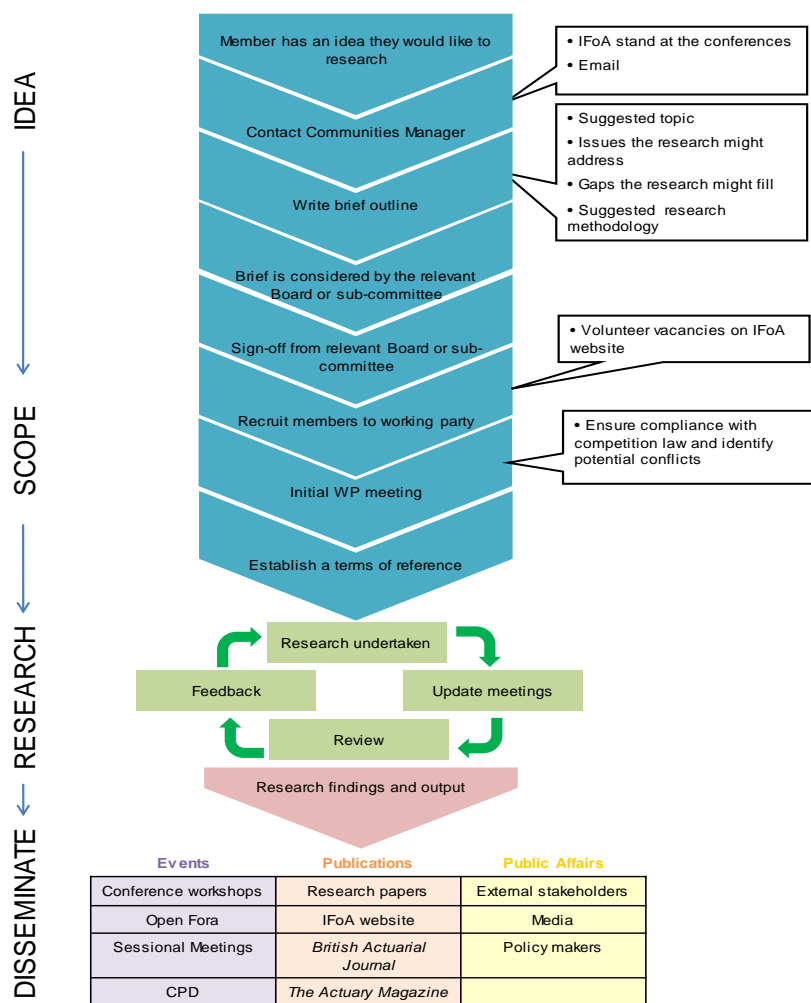 IDEA
SCOPE
RESEARCH
DISSEMINATE
Member has an idea they would like to
research
Contact Communities Manager
Write brief outline
Brief is considered by the relevant
Board or sub-committee
Sign-off from relevant Board or sub-
committee
Recruit members to working party
Initial WP meeting
Establish a terms of reference
• IFoA stand at the conferences
• Email
• Suggested topic
• Issues the research might
address
• Gaps the research might fill
• Suggested research
methodology
• Volunteer vacancies on IFoA
website
• Ensure compliance with
competition law and identify
potential conflicts
Research undertaken
Feedback
Update meetings
Review
Research findings and output
Events
Publications
Public Affairs
Conference workshops
Research papers
External stakeholders
Open Fora
IFoA website
Media
Sessional Meetings
British Actuarial
Journal
Policy makers
CPD
The Actuary Magazine